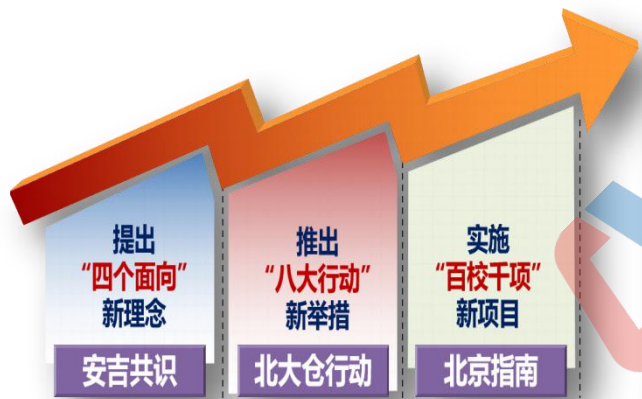 提出
“四个面向”
新理念
安吉共识
推出
“八大行动”
新举措
北大仓行动
实施
“百校千项”
新项目
北京指南